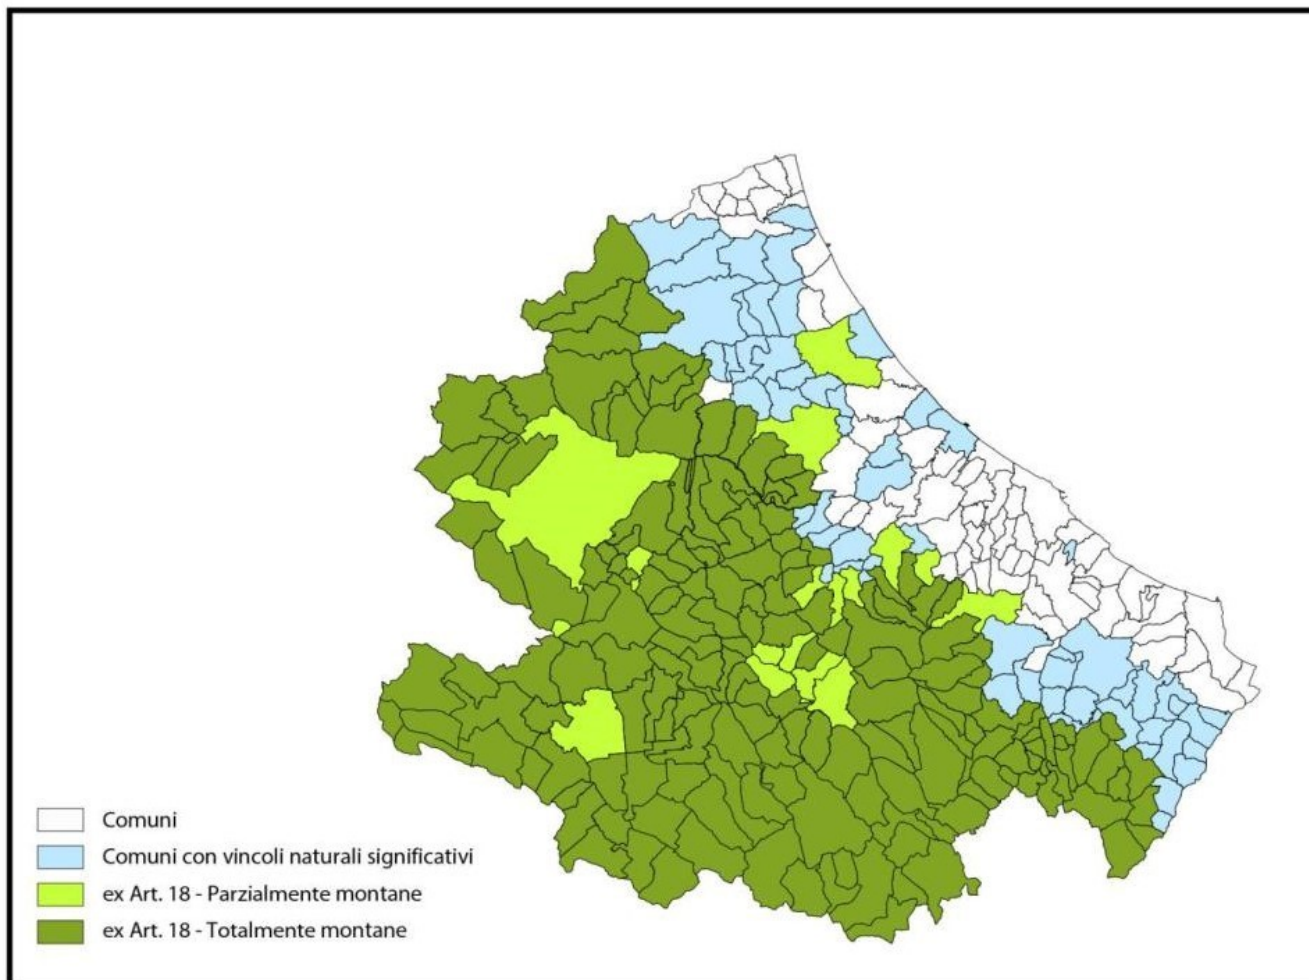 Comuni
Comuni con vincoli naturali significativi
ex Art. 18 - Parzialmente montane
ex Art. 18 - Totalmente montane